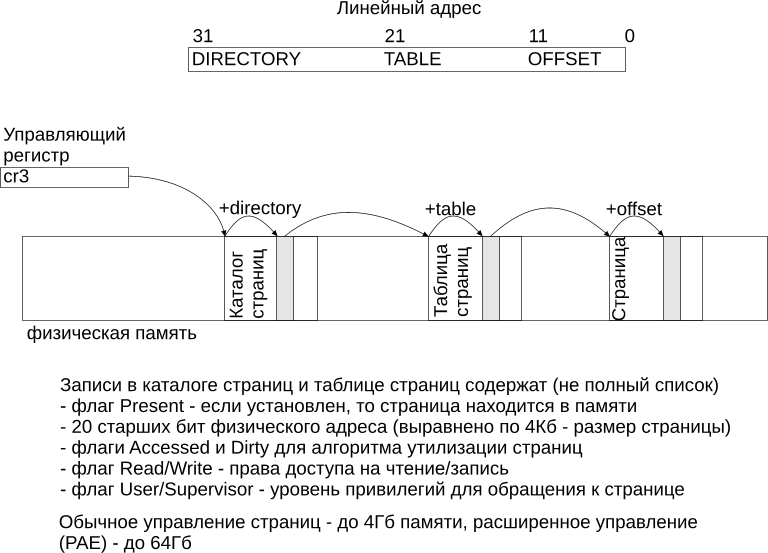 Линейный адрес
31 21 11 0
DIRECTORY TABLE OFFSET
Управляющий
регистр
cr3
+directory +table +offset
Каталог
страниц
Таблица
страниц
Страница
физическая память
Записи в каталоге страниц и таблице страниц содержат (не полный список)
- флаг Present - если установлен, то страница находится в памяти
- 20 старших бит физического адреса (выравнено по 4Кб - размер страницы)
- флаги Accessed и Dirty для алгоритма утилизации страниц
- флаг Read/Write - права доступа на чтение/запись
- флаг User/Supervisor - уровень привилегий для обращения к странице
Обычное управление страниц - до 4Гб памяти, расширенное управление
(PAE) - до 64Гб